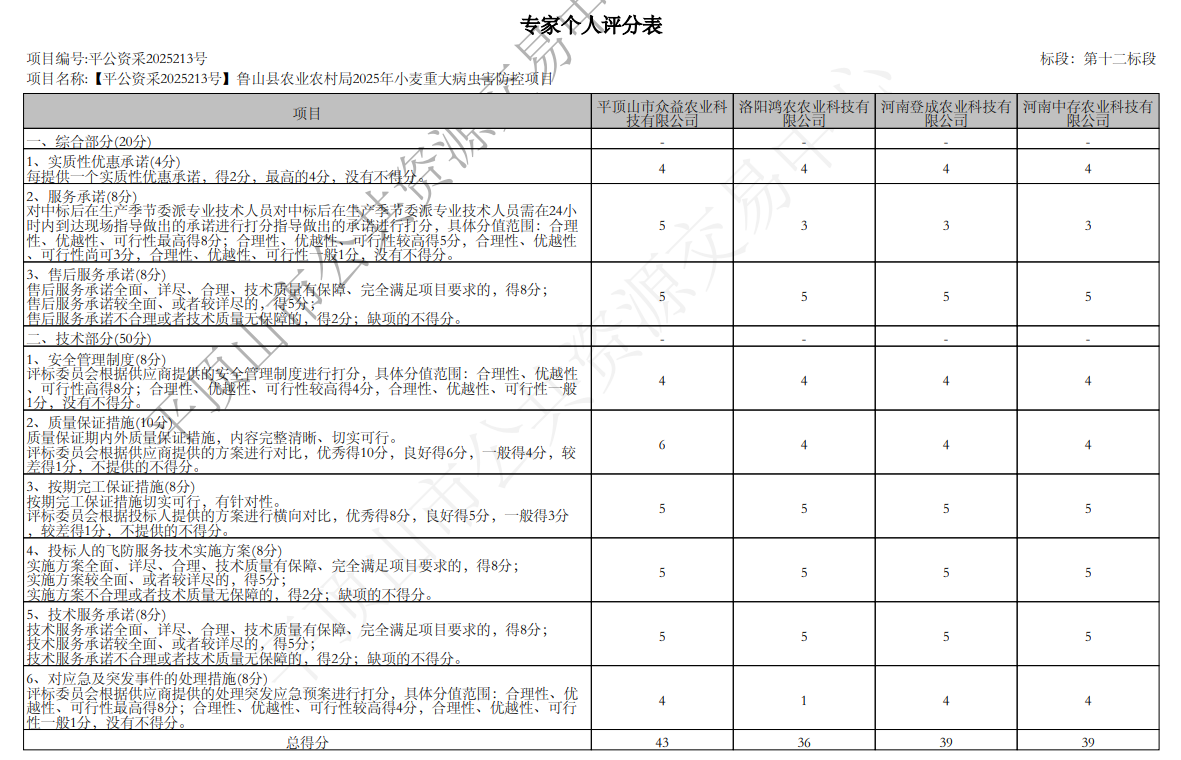 专家个人评分表
项目编号:平公资采2025213号
标段：第十二标段
项目名称:【平公资采2025213号】鲁山县农业农村局2025年小麦重大病虫害防控项目
项目
平顶山市众益农业科
技有限公司
洛阳鸿农农业科技有
限公司
河南登成农业科技有
限公司
河南中存农业科技有
限公司
一、综合部分(20分)
- - - -
1、实质性优惠承诺(4分)
每提供一个实质性优惠承诺，得2分，最高的4分，没有不得分。
4 4 4 4
2、服务承诺(8分)
对中标后在生产季节委派专业技术人员对中标后在生产季节委派专业技术人员需在24小
时内到达现场指导做出的承诺进行打分指导做出的承诺进行打分，具体分值范围：合理
性、优越性、可行性最高得8分；合理性、优越性、可行性较高得5分，合理性、优越性
、可行性尚可3分，合理性、优越性、可行性一般1分，没有不得分。
5 3 3 3
3、售后服务承诺(8分)
售后服务承诺全面、详尽、合理、技术质量有保障、完全满足项目要求的，得8分；
售后服务承诺较全面、或者较详尽的，得5分；
售后服务承诺不合理或者技术质量无保障的，得2分；缺项的不得分。
5 5 5 5
二、技术部分(50分)
- - - -
1、安全管理制度(8分)
评标委员会根据供应商提供的安全管理制度进行打分，具体分值范围：合理性、优越性
、可行性高得8分；合理性、优越性、可行性较高得4分，合理性、优越性、可行性一般
1分，没有不得分。
4 4 4 4
2、质量保证措施(10分)
质量保证期内外质量保证措施，内容完整清晰、切实可行。
评标委员会根据供应商提供的方案进行对比，优秀得10分，良好得6分，一般得4分，较
差得1分，不提供的不得分。
6 4 4 4
3、按期完工保证措施(8分)
按期完工保证措施切实可行，有针对性。
评标委员会根据投标人提供的方案进行横向对比，优秀得8分，良好得5分，一般得3分
，较差得1分，不提供的不得分。
5 5 5 5
4、投标人的飞防服务技术实施方案(8分)
实施方案全面、详尽、合理、技术质量有保障、完全满足项目要求的，得8分；
实施方案较全面、或者较详尽的，得5分；
实施方案不合理或者技术质量无保障的，得2分；缺项的不得分。
5 5 5 5
5、技术服务承诺(8分)
技术服务承诺全面、详尽、合理、技术质量有保障、完全满足项目要求的，得8分；
技术服务承诺较全面、或者较详尽的，得5分；
技术服务承诺不合理或者技术质量无保障的，得2分；缺项的不得分。
5 5 5 5
6、对应急及突发事件的处理措施(8分)
评标委员会根据供应商提供的处理突发应急预案进行打分，具体分值范围：合理性、优
越性、可行性最高得8分；合理性、优越性、可行性较高得4分，合理性、优越性、可行
性一般1分，没有不得分。
4 1 4 4
总得分
43 36 39 39
平顶山市公共资源交易中
平顶山市公共资源交易中心